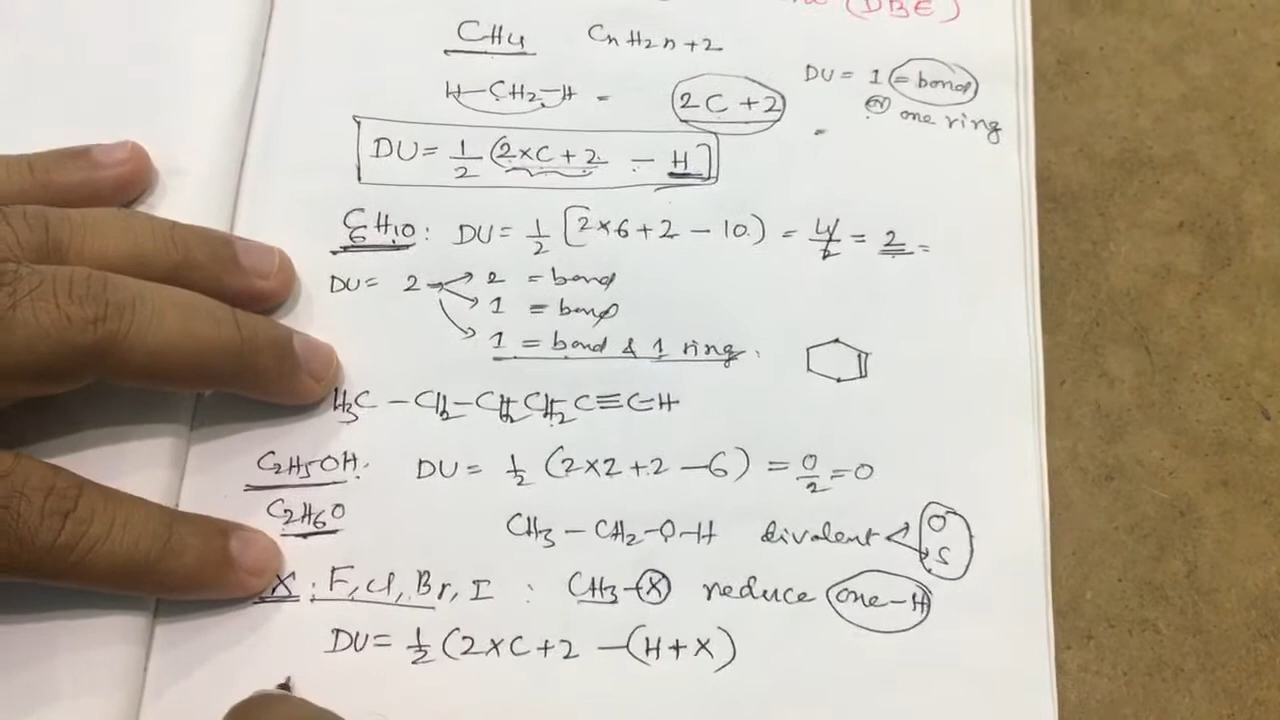 (DBE)
CH4 CnH2n+2
DU = 1 (= bond
H-CH2-H = 2C+2
or one ring
DU = 1/2 (2×C+2 - H]
C6H10: DU = 1/2 [2×6+2-10) = 4/2 = 2 =
DU = 2 → 2 = bond
1 ≡ bond
1 = bond & 1 ring.
H3C-CH2-CH2CH2C≡CH
C2H5OH. DU = 1/2 (2×2+2-6) = 0/2 = 0
C2H6O
CH3-CH2-O-H divalent < O
S
X : F, Cl, Br, I : CH3-X reduce one-H
DU = 1/2 (2×C+2 -(H+X)